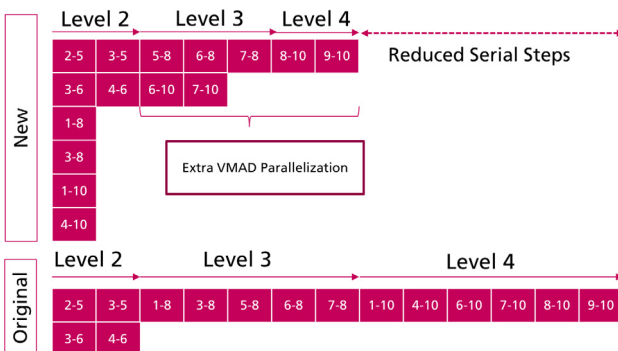 Level 2 Level 3 Level 4
2-5 3-5 5-8 6-8 7-8 8-10 9-10 Reduced Serial Steps
3-6 4-6 6-10 7-10
1-8
3-8
1-10
4-10
New
Extra VMAD Parallelization
Level 2 Level 3 Level 4
2-5 3-5 1-8 3-8 5-8 6-8 7-8 1-10 4-10 6-10 7-10 8-10 9-10
3-6 4-6
Original